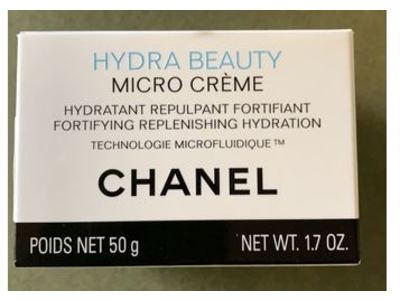 HYDRA BEAUTY
MICRO CRÈME
HYDRATANT REPULPANT FORTIFIANT
FORTIFYING REPLENISHING HYDRATION
TECHNOLOGIE MICROFLUIDIQUE™
CHANEL
POIDS NET 50 g NET WT. 1.7 OZ.